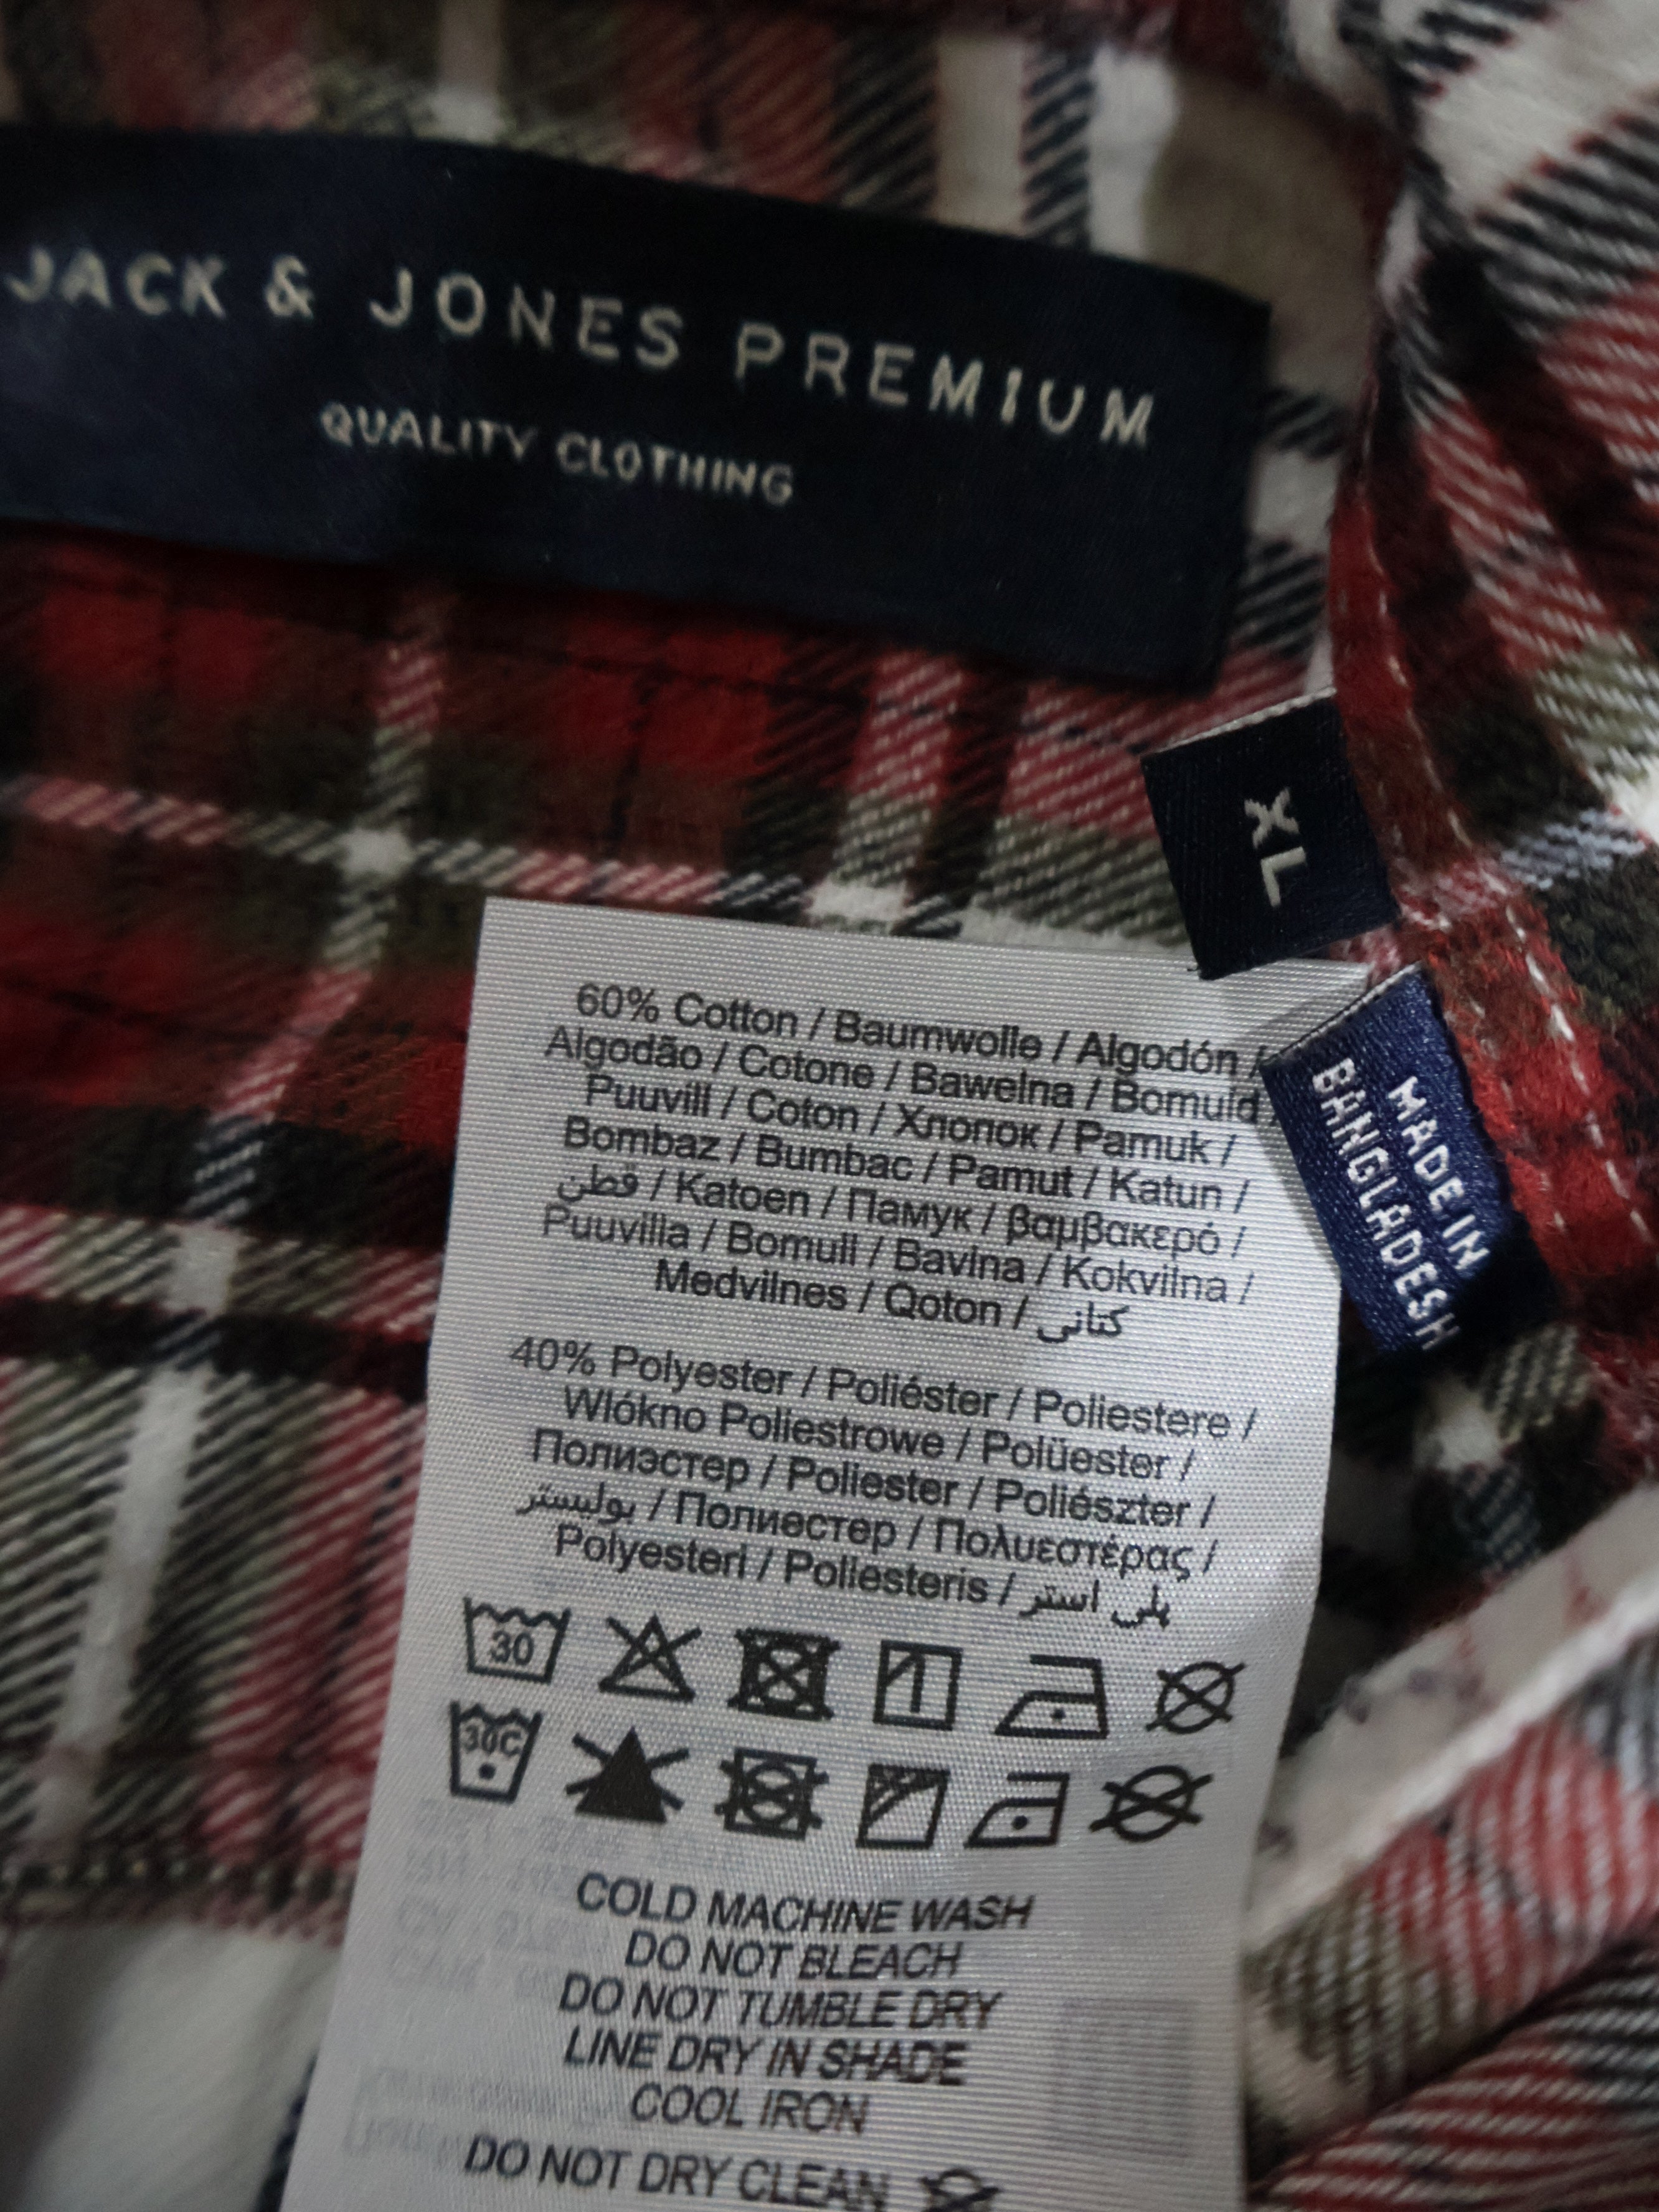 JACK & JONES PREMIUM
QUALITY CLOTHING
XL
MADE IN
BANGLADESH
60% Cotton / Baumwolle / Algodón /
Algodão / Cotone / Bawelna / Bomuld /
Puuvill / Coton / Хлопок / Pamuk /
Bombaz / Bumbac / Pamut / Katun /
قطن / Katoen / Памук / βαμβακερό /
Puuvilla / Bomull / Bavlna / Kokvilna /
Medvilnes / Qoton / کتانی
40% Polyester / Poliéster / Poliestere /
Wlókno Poliestrowe / Polüester /
Полиэстер / Poliester / Poliészter /
بوليستر / Полиестер / Πολυεστέρας /
Polyesteri / Poliesteris / پلی استر
30
30C
COLD MACHINE WASH
DO NOT BLEACH
DO NOT TUMBLE DRY
LINE DRY IN SHADE
COOL IRON
DO NOT DRY CLEAN